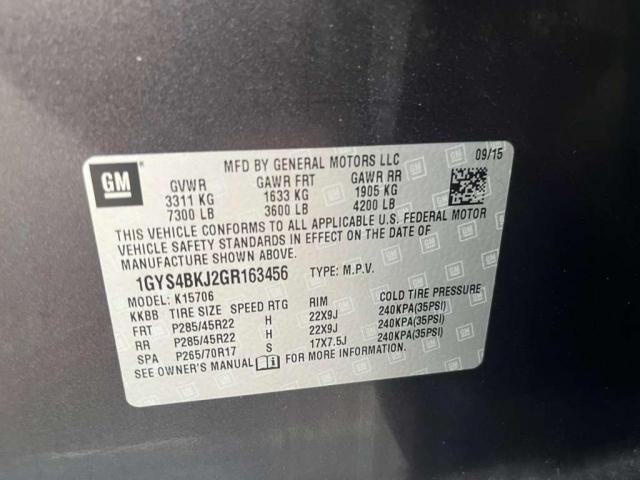 GM
MFD BY GENERAL MOTORS LLC 09/15
GVWR GAWR FRT GAWR RR
3311 KG 1633 KG 1905 KG
7300 LB 3600 LB 4200 LB
THIS VEHICLE CONFORMS TO ALL APPLICABLE U.S. FEDERAL MOTOR
VEHICLE SAFETY STANDARDS IN EFFECT ON THE DATE OF
MANUFACTURE SHOWN ABOVE.
1GYS4BKJ2GR163456 TYPE: M.P.V.
MODEL: K15706
KKBB TIRE SIZE SPEED RTG RIM COLD TIRE PRESSURE
FRT P285/45R22 H 22X9J 240KPA(35PSI)
RR P285/45R22 H 22X9J 240KPA(35PSI)
SPA P265/70R17 S 17X7.5J 240KPA(35PSI)
SEE OWNER'S MANUAL FOR MORE INFORMATION.